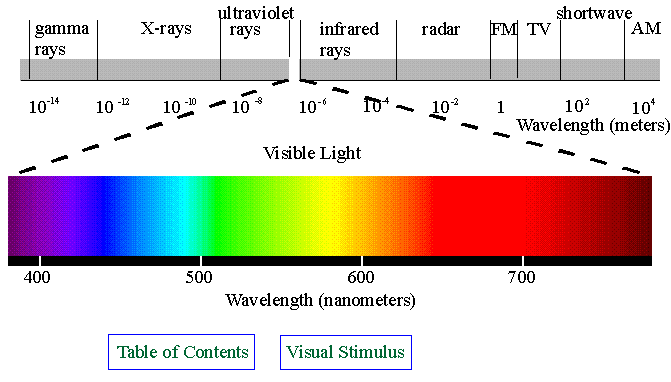 ultraviolet shortwave
gamma X-rays rays infrared radar FM TV AM
rays rays
10-14 10-12 10-10 10-8 10-6 10-4 10-2 1 102 104
Wavelength (meters)
Visible Light
400 500 600 700
Wavelength (nanometers)
Table of Contents Visual Stimulus